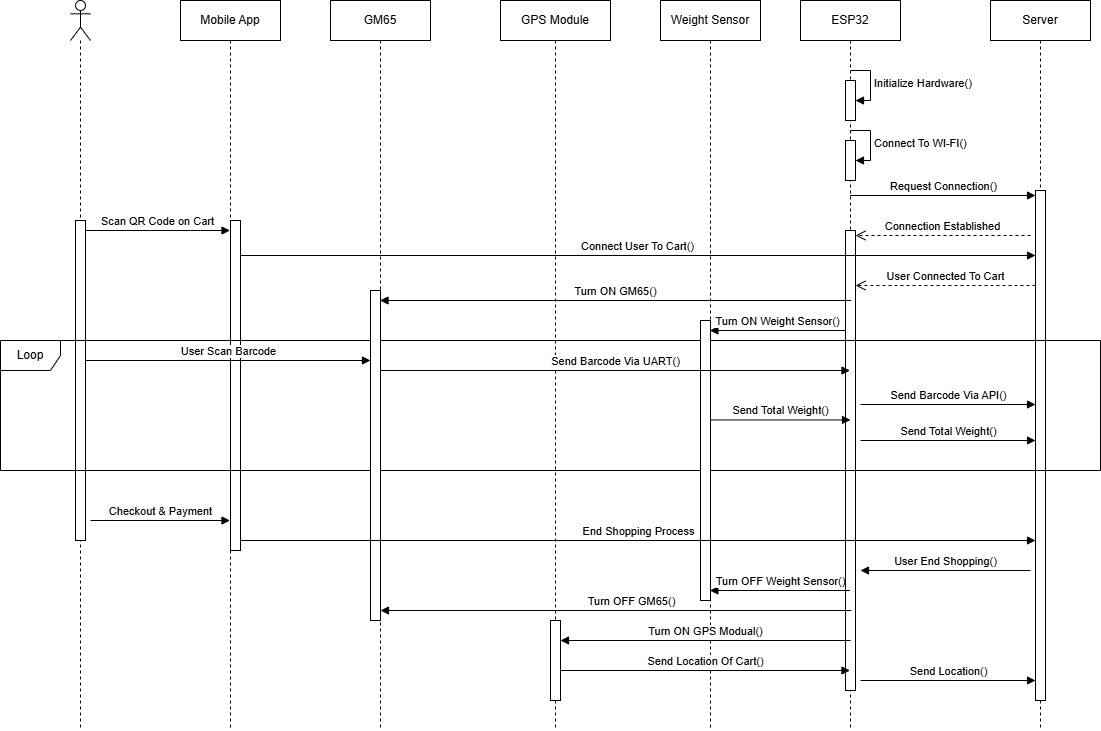 Mobile App
GM65
GPS Module
Weight Sensor
ESP32
Server
Initialize Hardware()
Connect To WI-FI()
Request Connection()
Scan QR Code on Cart
Connection Established
Connect User To Cart()
User Connected To Cart
Turn ON GM65()
Turn ON Weight Sensor()
Loop
User Scan Barcode
Send Barcode Via UART()
Send Barcode Via API()
Send Total Weight()
Send Total Weight()
Checkout & Payment
End Shopping Process
User End Shopping()
Turn OFF Weight Sensor()
Turn OFF GM65()
Turn ON GPS Modual()
Send Location Of Cart()
Send Location()